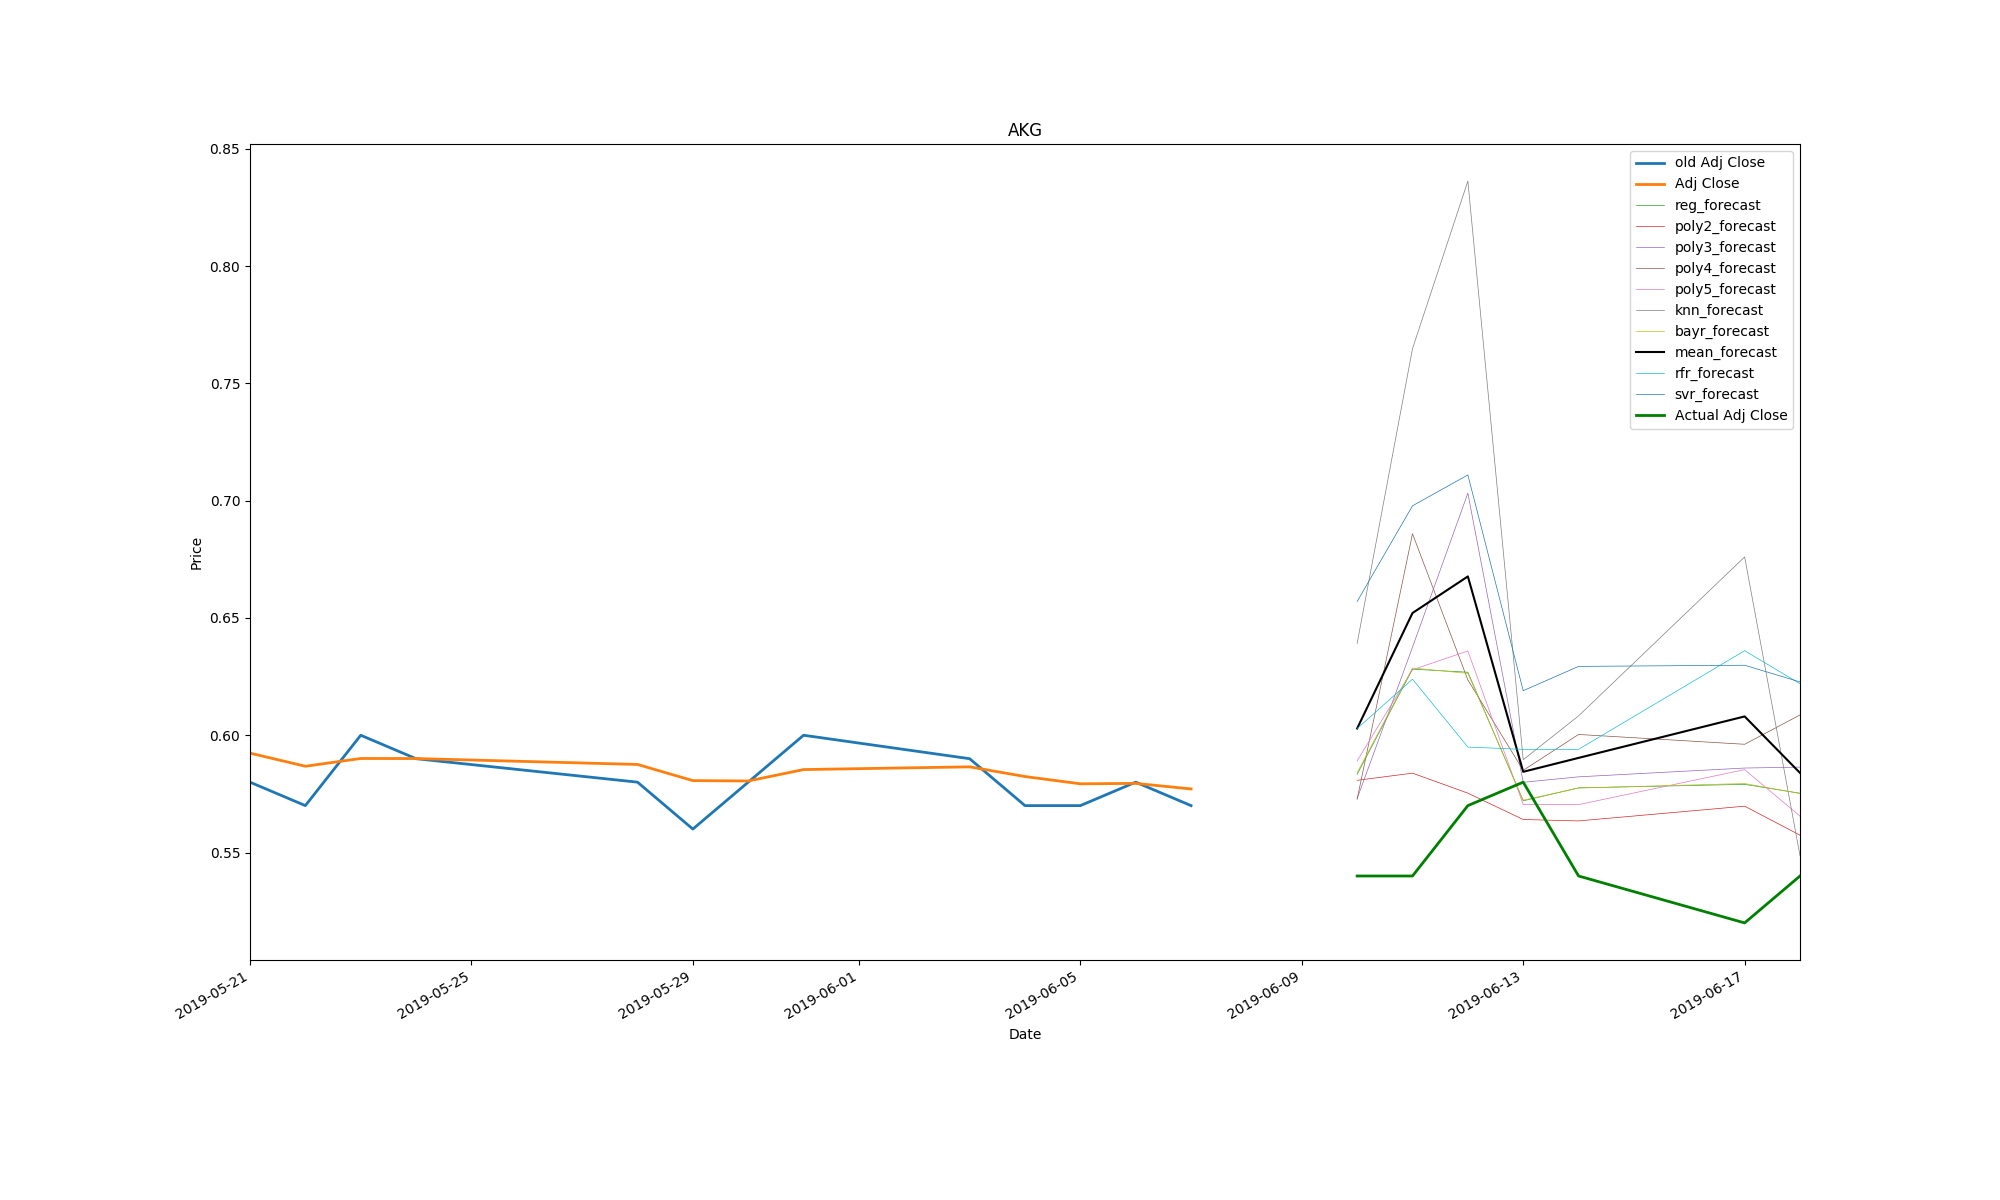 AKG
0.85
0.80
0.75
0.70
0.65
0.60
0.55
Price
old Adj Close
Adj Close
reg_forecast
poly2_forecast
poly3_forecast
poly4_forecast
poly5_forecast
knn_forecast
bayr_forecast
mean_forecast
rfr_forecast
svr_forecast
Actual Adj Close
2019-05-21
2019-05-25
2019-05-29
2019-06-01
2019-06-05
2019-06-09
2019-06-13
2019-06-17
Date